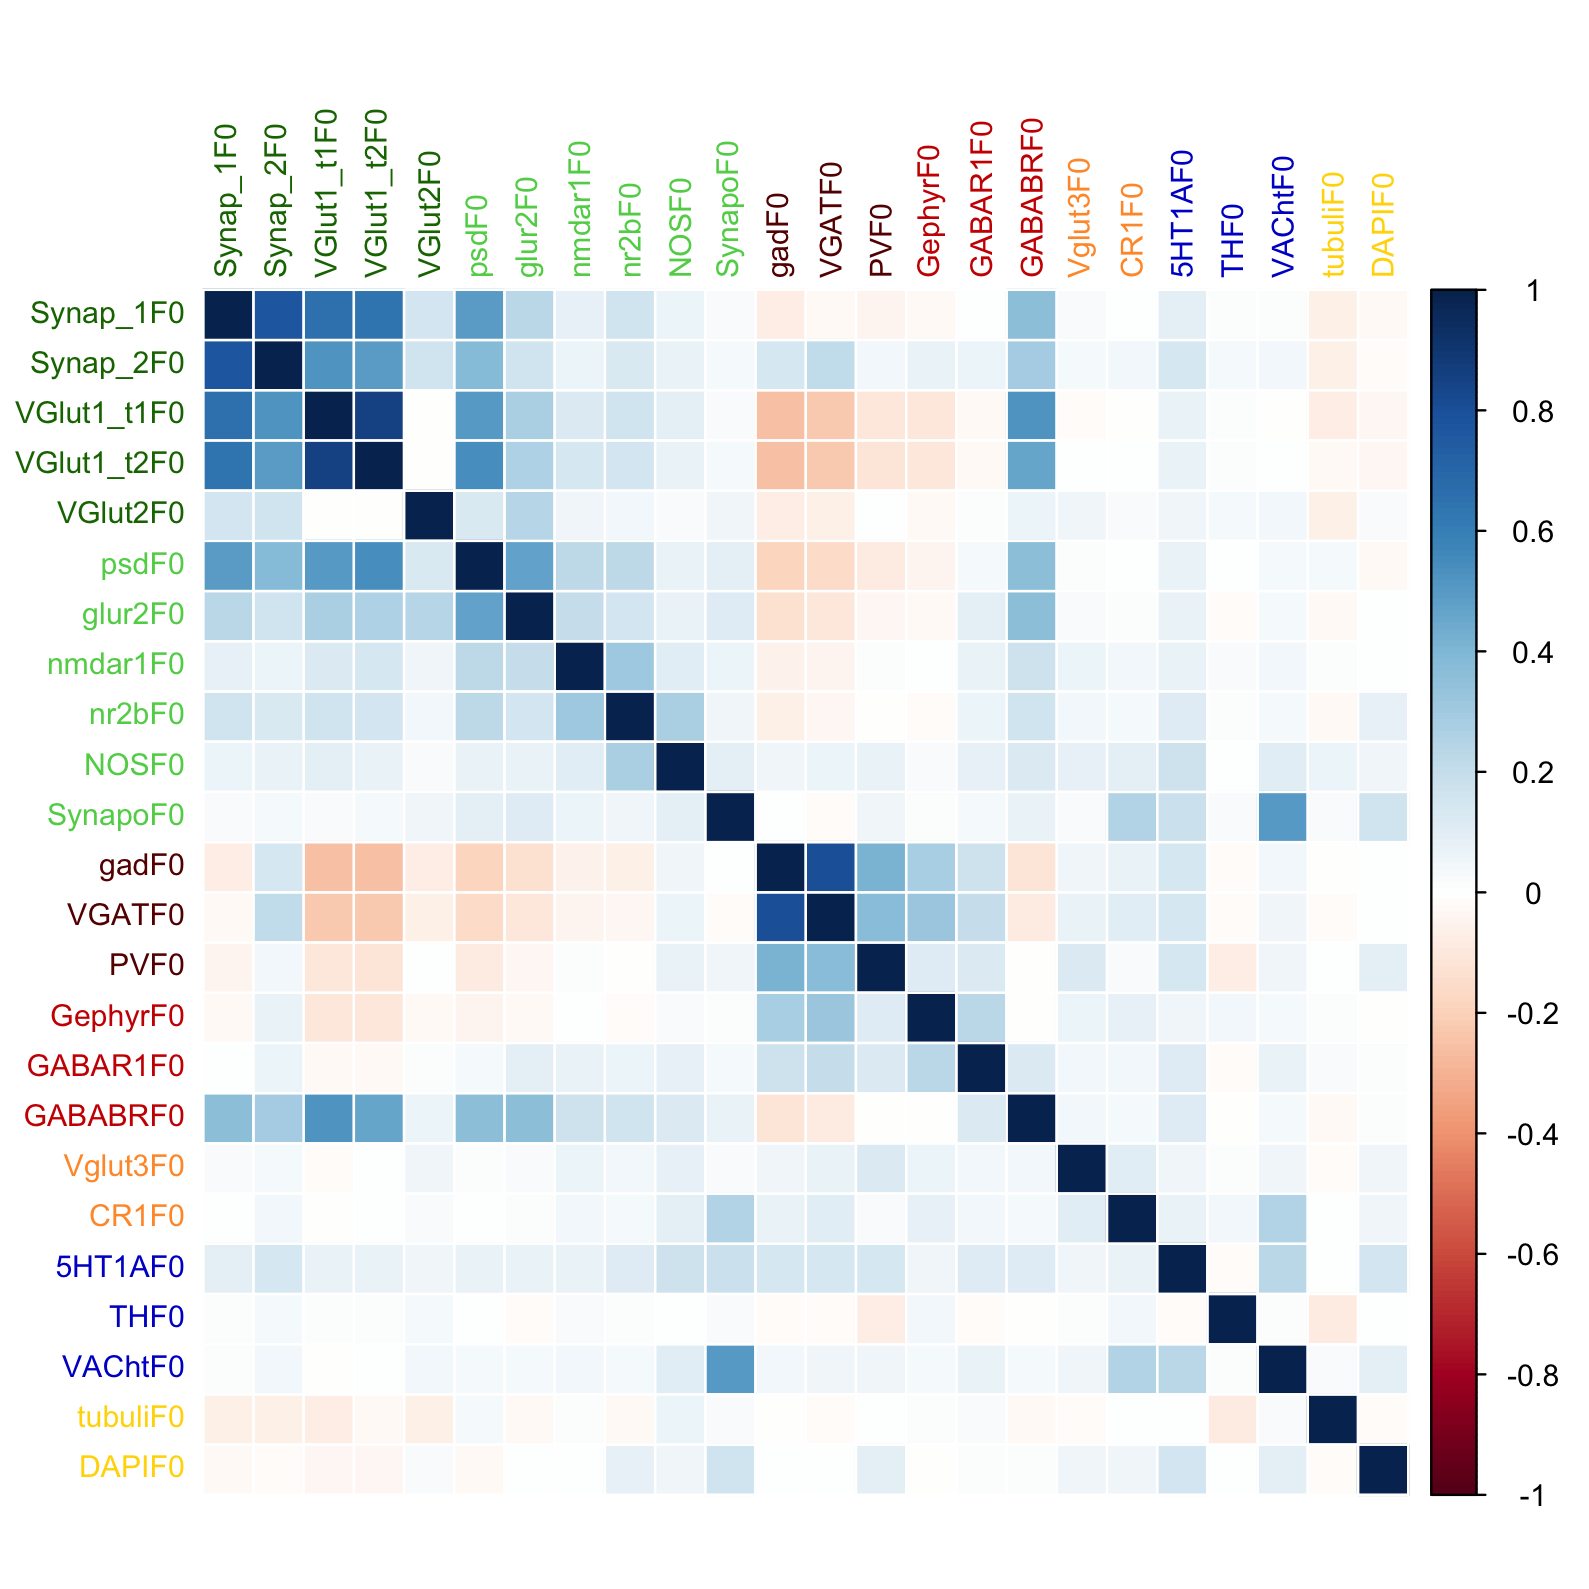 Synap_1F0
Synap_2F0
VGlut1_t1F0
VGlut1_t2F0
VGlut2F0
psdF0
glur2F0
nmdar1F0
nr2bF0
NOSF0
SynapoF0
gadF0
VGATF0
PVF0
GephyrF0
GABAR1F0
GABABRF0
Vglut3F0
CR1F0
5HT1AF0
THF0
VAChtF0
tubuliF0
DAPIF0
Synap_1F0
Synap_2F0
VGlut1_t1F0
VGlut1_t2F0
VGlut2F0
psdF0
glur2F0
nmdar1F0
nr2bF0
NOSF0
SynapoF0
gadF0
VGATF0
PVF0
GephyrF0
GABAR1F0
GABABRF0
Vglut3F0
CR1F0
5HT1AF0
THF0
VAChtF0
tubuliF0
DAPIF0
1
0.8
0.6
0.4
0.2
0
-0.2
-0.4
-0.6
-0.8
-1